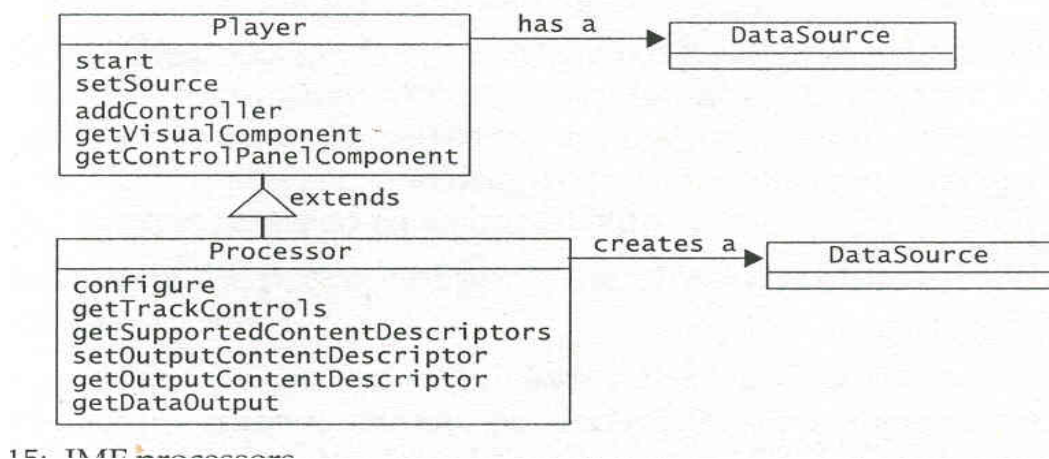 Player
has a
DataSource
start
setSource
addController
getVisualComponent
getControlPanelComponent
extends
Processor
creates a
DataSource
configure
getTrackControls
getSupportedContentDescriptors
setOutputContentDescriptor
getOutputContentDescriptor
getDataOutput
15: JMF processors